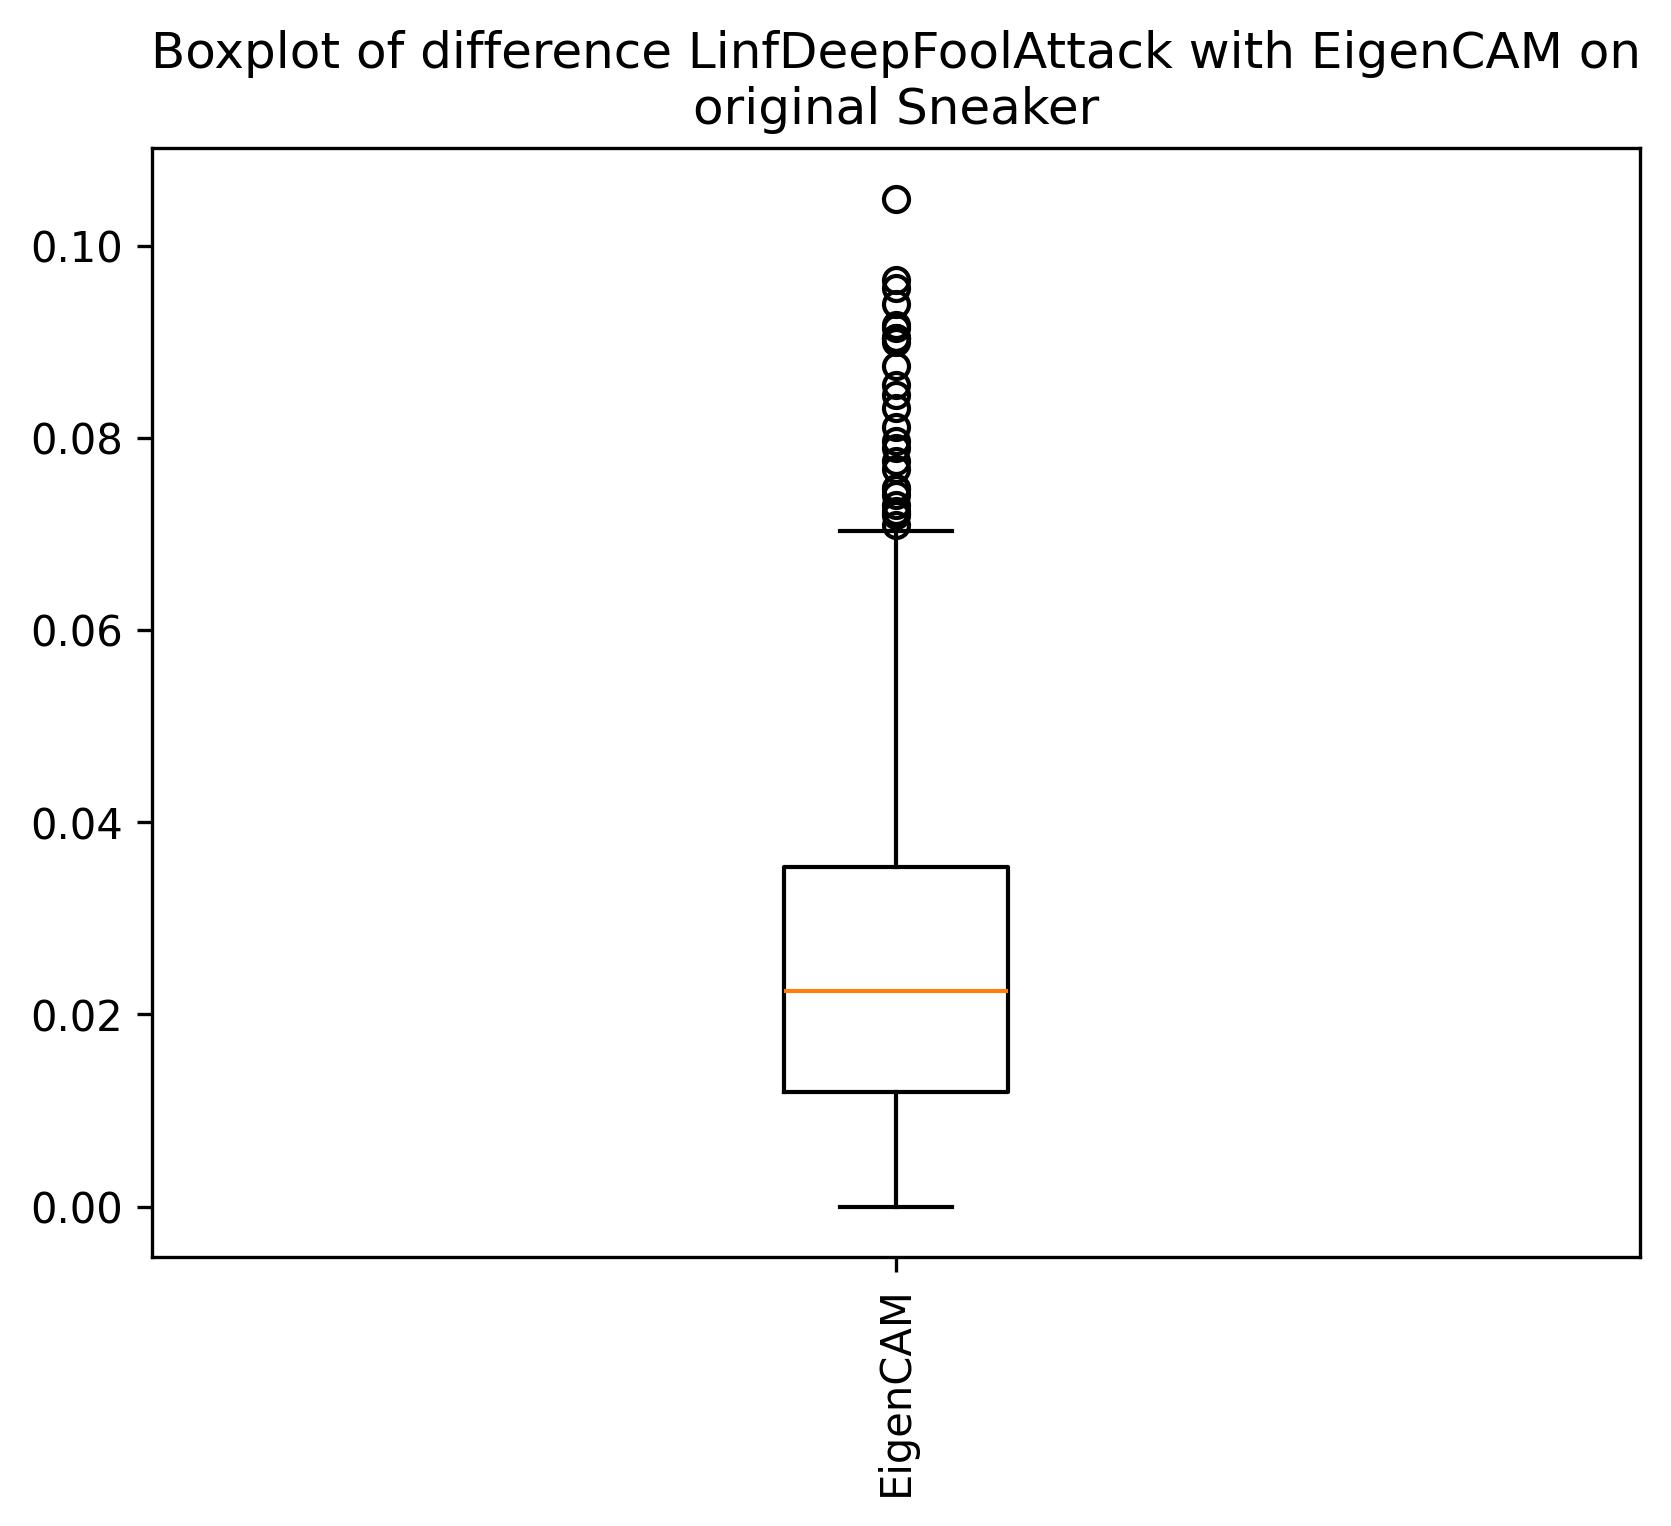 Boxplot of difference LinfDeepFoolAttack with EigenCAM on
original Sneaker
0.10
0.08
0.06
0.04
0.02
0.00
EigenCAM